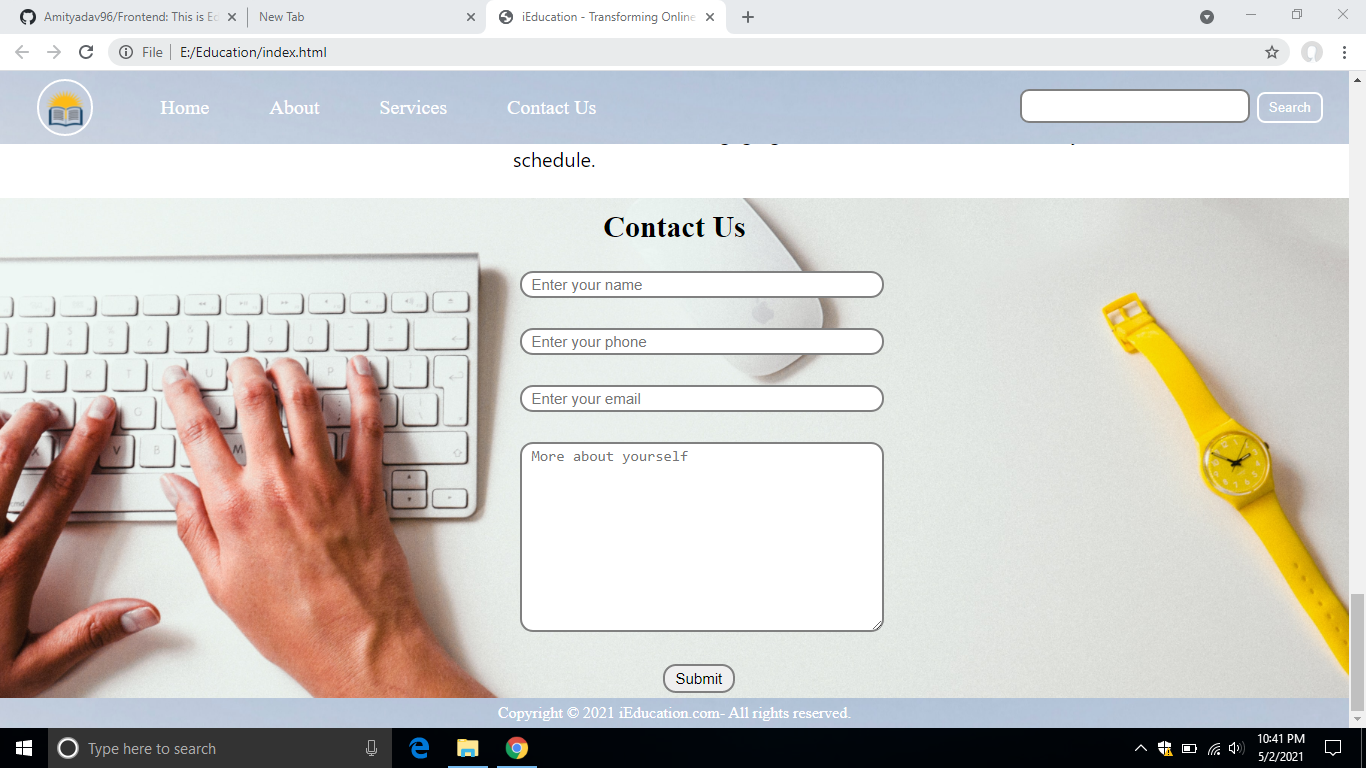 Amityadav96/Frontend: This is Ec
New Tab
iEducation - Transforming Online
File | E:/Education/index.html
Home About Services Contact Us
Search
schedule.
Contact Us
Enter your name
Enter your phone
Enter your email
More about yourself
Submit
Copyright © 2021 iEducation.com- All rights reserved.
Type here to search
10:41 PM
5/2/2021